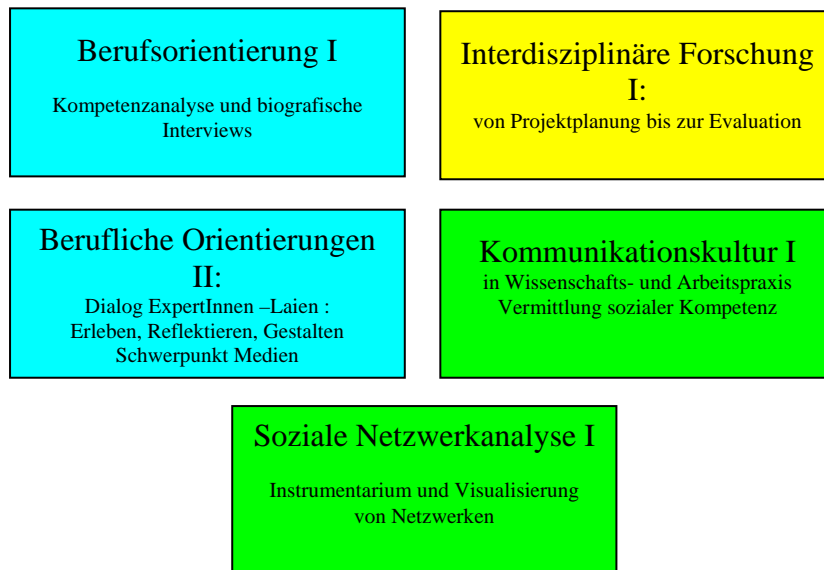 Berufsorientierung I
Kompetenzanalyse und biografische
Interviews
Interdisziplinäre Forschung
I:
von Projektplanung bis zur Evaluation
Berufliche Orientierungen
II:
Dialog ExpertInnen –Laien :
Erleben, Reflektieren, Gestalten
Schwerpunkt Medien
Kommunikationskultur I
in Wissenschafts- und Arbeitspraxis
Vermittlung sozialer Kompetenz
Soziale Netzwerkanalyse I
Instrumentarium und Visualisierung
von Netzwerken